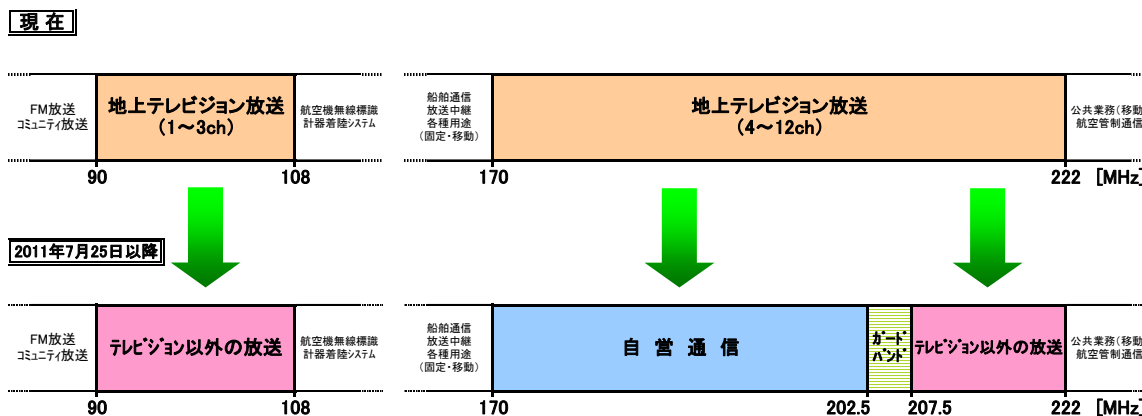 現 在
FM放送
コミュニティ放送
地上テレビジョン放送
(1～3ch)
航空機無線標識
計器着陸システム
船舶通信
放送中継
各種用途
(固定・移動)
地上テレビジョン放送
(4～12ch)
公共業務(移動
航空管制通信
90
108
170
222
[MHz]
2011年7月25日以降
FM放送
コミュニティ放送
テレビジョン以外の放送
航空機無線標識
計器着陸システム
船舶通信
放送中継
各種用途
(固定・移動)
自 営 通 信
ガード
バンド
テレビジョン以外の放送
公共業務(移動
航空管制通信
90
108
170
202.5
207.5
222
[MHz]